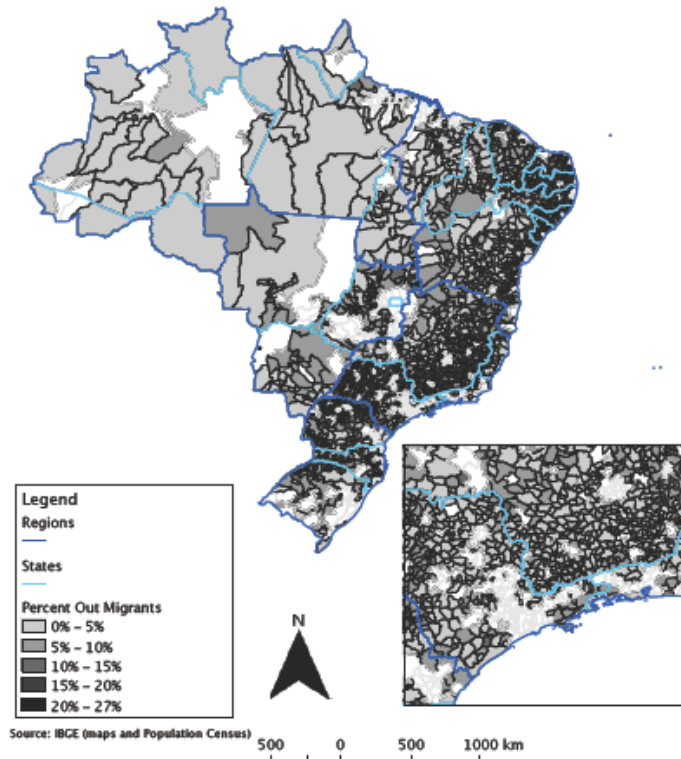 Legend
Regions
States
Percent Out Migrants
0% - 5%
5% - 10%
10% - 15%
15% - 20%
20% - 27%
N
Source: IBGE (maps and Population Census)
500 0 500 1000 km